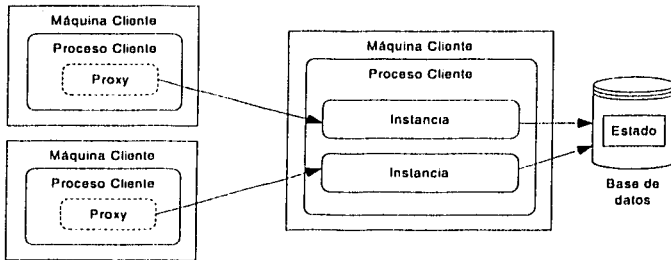 Máquina Cliente
Proceso Cliente
Proxy
Máquina Cliente
Proceso Cliente
Proxy
Máquina Cliente
Proceso Cliente
Instancia
Instancia
Estado
Base de
datos